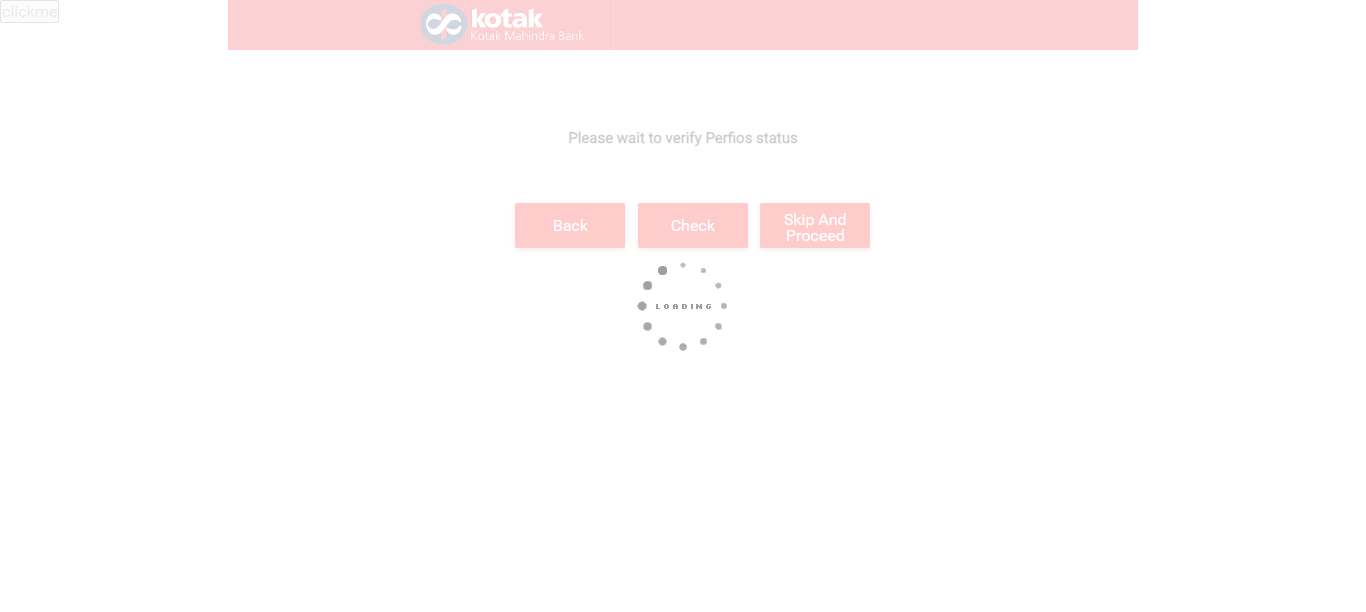 clickme
kotak
Kotak Mahindra Bank
Please wait to verify Perfios status
Back
Check
Skip And
Proceed
LOADING